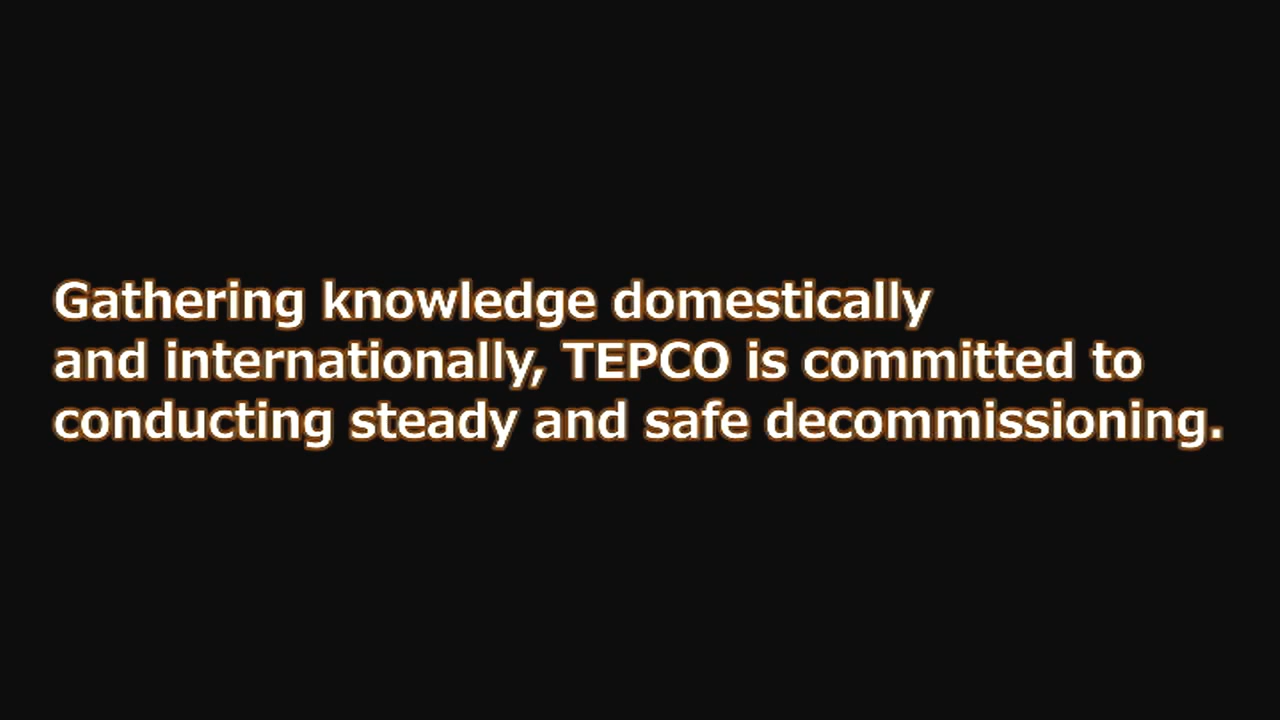 Gathering knowledge domestically
and internationally, TEPCO is committed to
conducting steady and safe decommissioning.